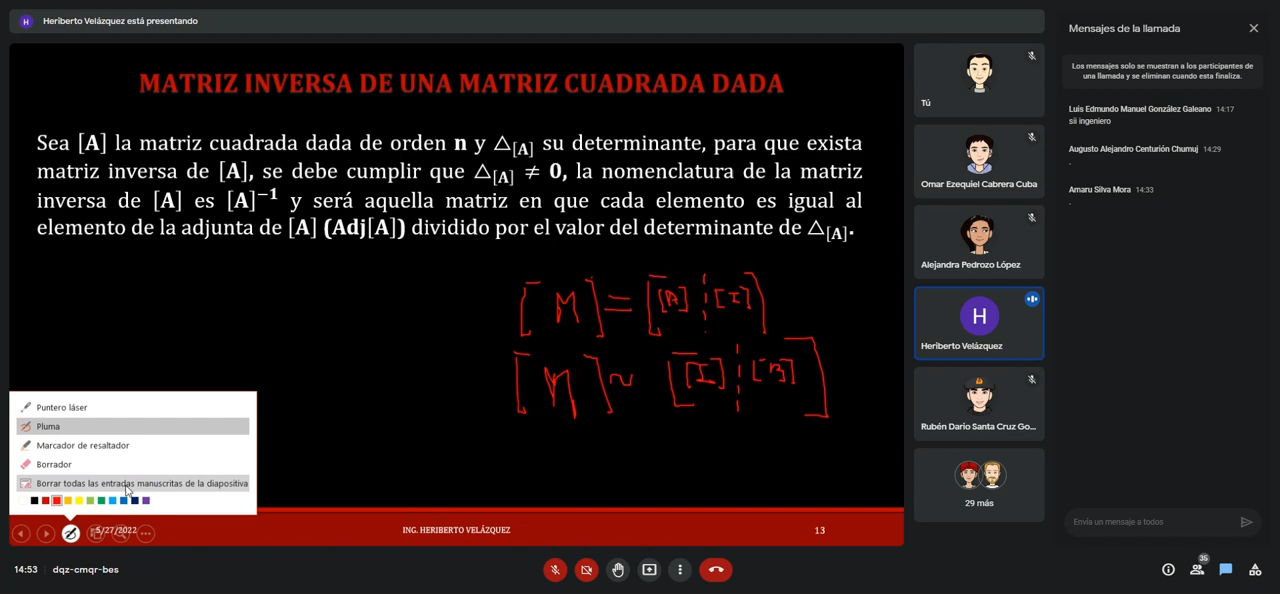 H Heriberto Velázquez está presentando
MATRIZ INVERSA DE UNA MATRIZ CUADRADA DADA
Sea [A] la matriz cuadrada dada de orden n y △[A] su determinante, para que exista
matriz inversa de [A], se debe cumplir que △[A] ≠ 0, la nomenclatura de la matriz
inversa de [A] es [A]⁻¹ y será aquella matriz en que cada elemento es igual al
elemento de la adjunta de [A] (Adj[A]) dividido por el valor del determinante de △[A].
[M] = [[A] ¦ [I]]
[M] ~ [[I] ¦ [B]]
Puntero láser
Pluma
Marcador de resaltador
Borrador
Borrar todas las entradas manuscritas de la diapositiva
5/27/2022
ING. HERIBERTO VELÁZQUEZ
13
Tú
Omar Ezequiel Cabrera Cuba
Alejandra Pedrozo López
H
Heriberto Velázquez
Rubén Dario Santa Cruz Go...
29 más
Mensajes de la llamada
Los mensajes solo se muestran a los participantes de
una llamada y se eliminan cuando esta finaliza.
Luis Edmundo Manuel González Galeano 14:17
sii ingeniero
Augusto Alejandro Centurión Chumuj 14:29
.
Amaru Silva Mora 14:33
.
Envía un mensaje a todos
14:53 | dqz-cmqr-bes
35